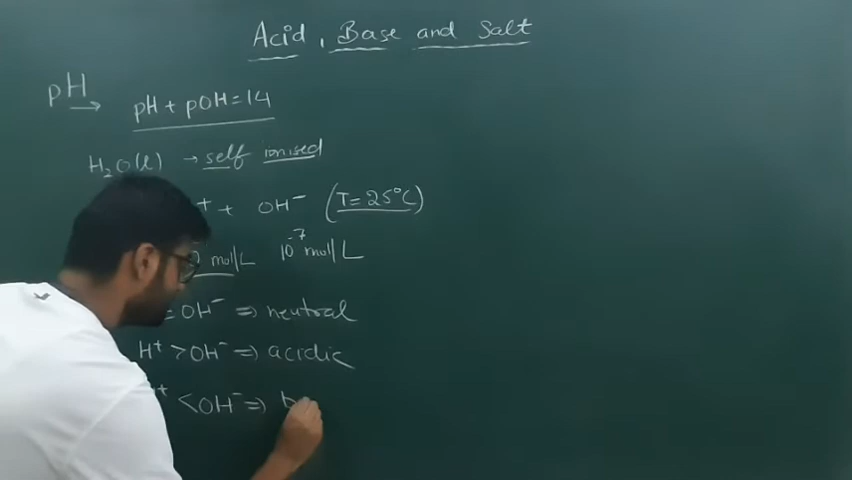 Acid, Base and Salt
pH →
pH + pOH = 14
H₂O(l) → self ionised
+ + OH⁻ (T = 25°C)
mol/L 10⁻⁷ mol/L
= OH⁻ ⇒ neutral
H⁺ > OH⁻ ⇒ acidic
+ < OH⁻ ⇒ b